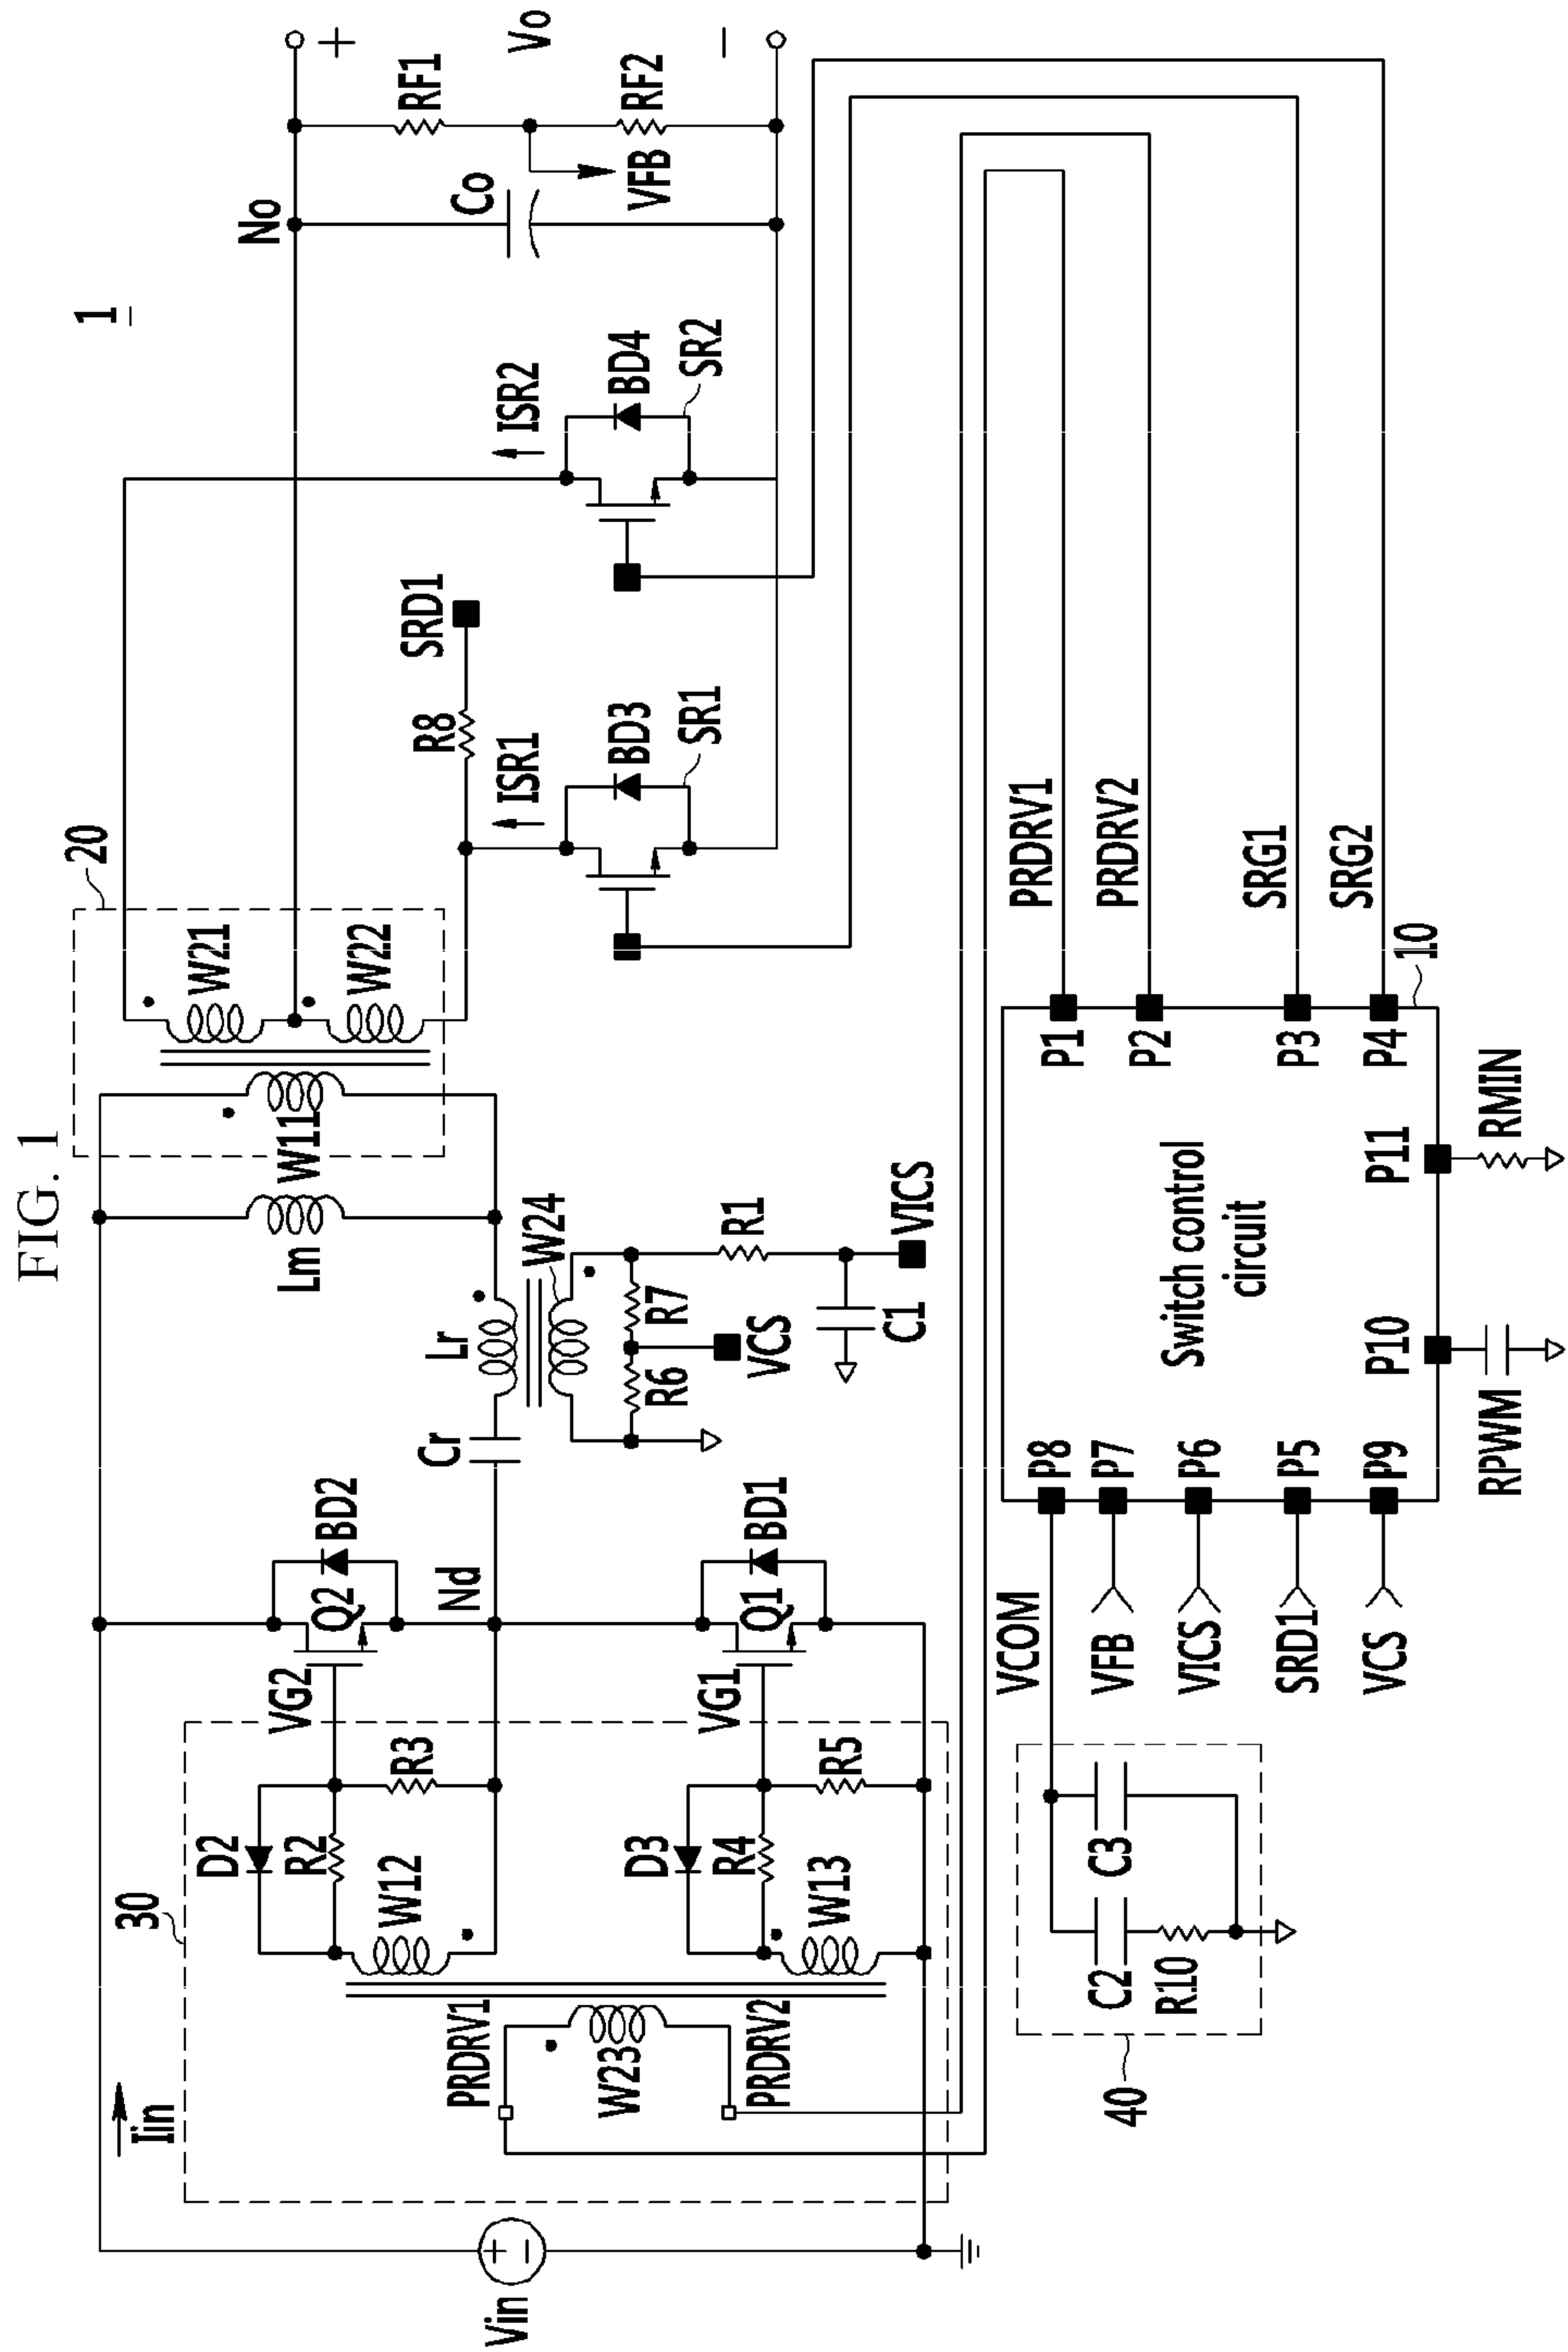 FIG. 1
1
20
30
Iin
Vin
D2
R2
W12
R3
VG2
Q2
BD2
Nd
D3
R4
W13
R5
VG1
Q1
BD1
PRDRV1
W23
PRDRV2
Cr
Lr
Lm
W11
W21
W22
W24
R6
R7
VCS
R1
C1
VICS
R8
SRD1
ISR1
BD3
SR1
ISR2
BD4
SR2
No
Co
RF1
RF2
VFB
+
Vo
−
40
C2
C3
R10
VCOM
VFB
VICS
SRD1
VCS
P8
P7
P6
P5
P9
Switch control
circuit
P10
P11
RPWM
RMIN
P1
P2
P3
P4
10
PRDRV1
PRDRV2
SRG1
SRG2